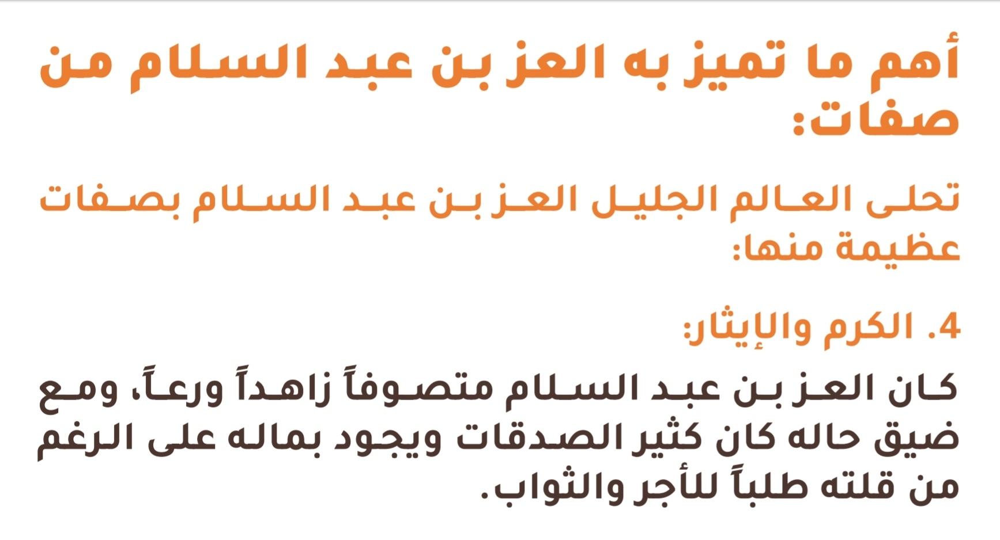 أهم ما تميز به العز بن عبد السلام من
صفات:
تحلى العالم الجليل العز بن عبد السلام بصفات
عظيمة منها:
4. الكرم والإيثار:
كان العز بن عبد السلام متصوفاً زاهداً ورعاً، ومع
ضيق حاله كان كثير الصدقات ويجود بماله على الرغم
من قلته طلباً للأجر والثواب.